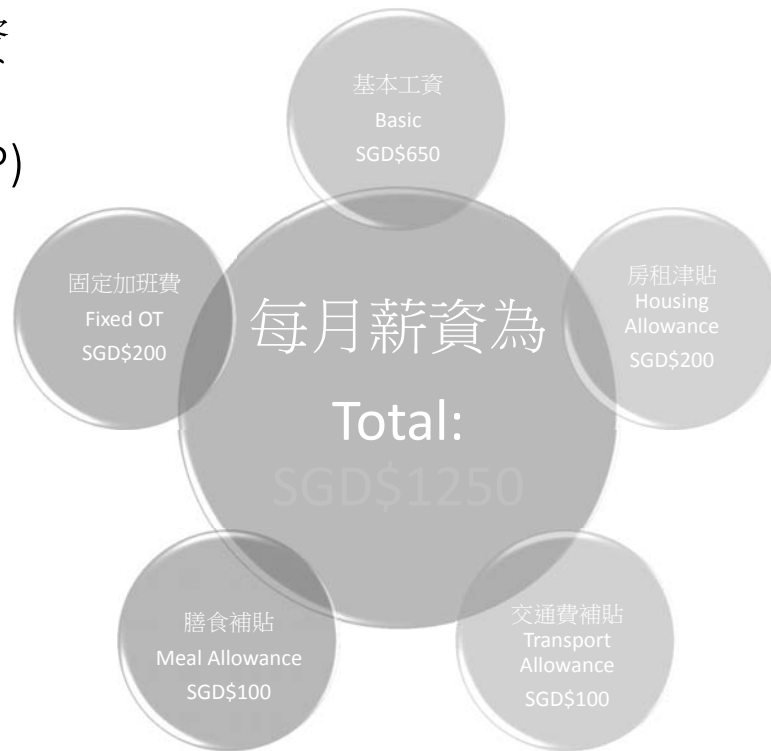 基本工資
Basic
SGD$650
固定加班費
Fixed OT
SGD$200
每月薪資為
Total:
SGD$1250
房租津貼
Housing
Allowance
SGD$200
膳食補貼
Meal Allowance
SGD$100
交通費補貼
Transport
Allowance
SGD$100